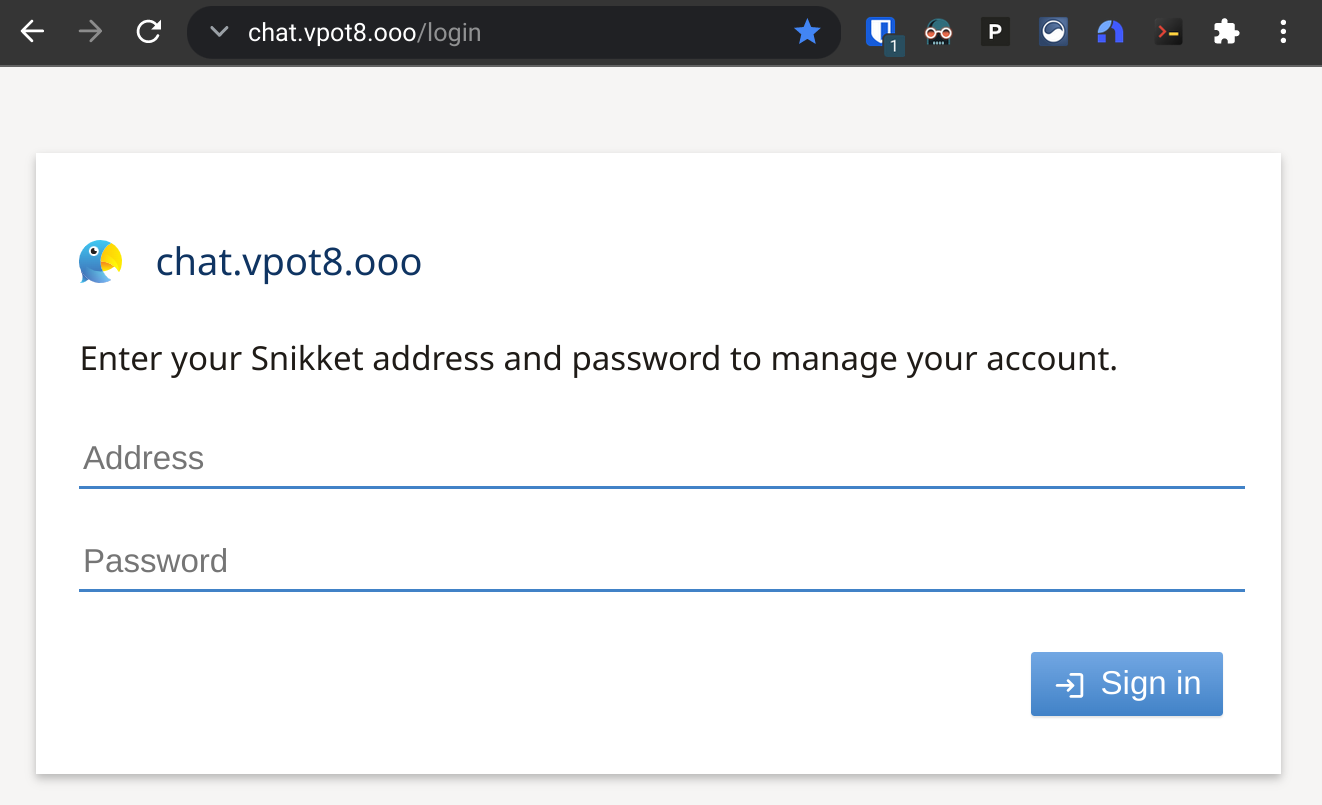 chat.vpot8.ooo/login
1
P
chat.vpot8.ooo
Enter your Snikket address and password to manage your account.
Address
Password
Sign in